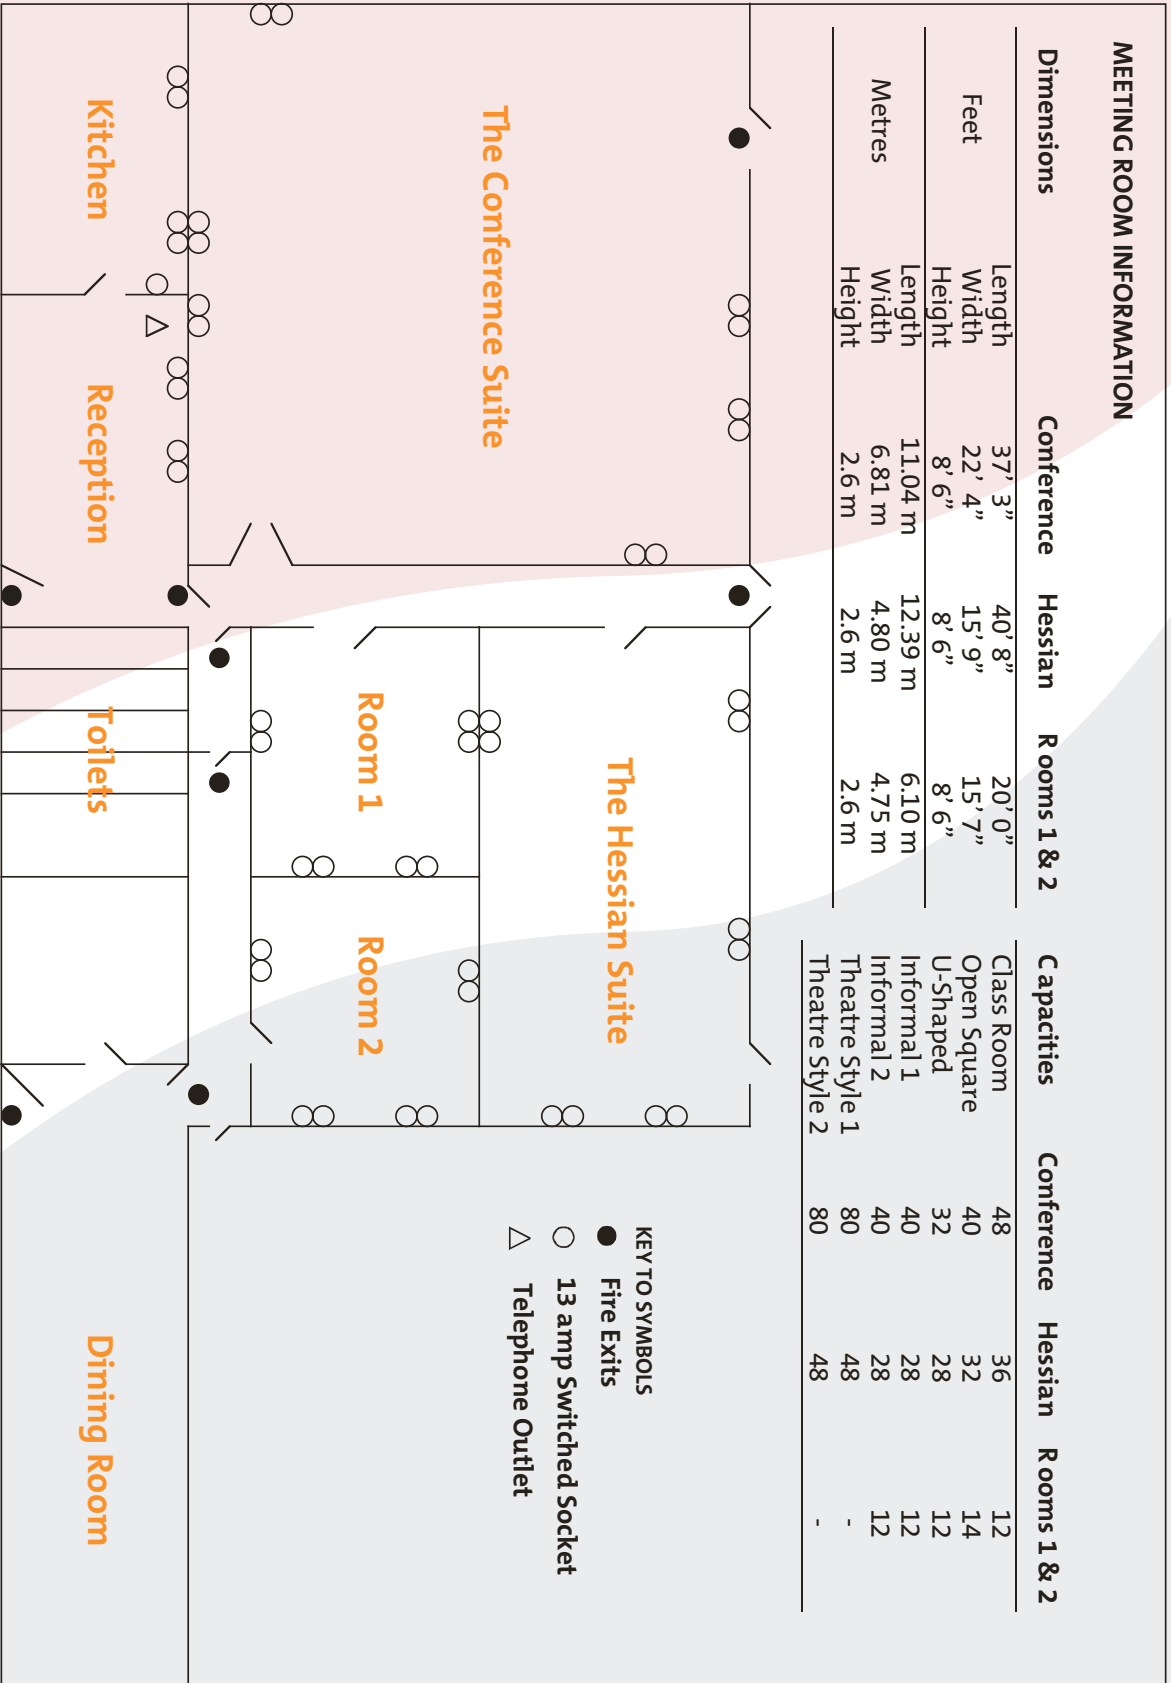 MEETING ROOM INFORMATION
Dimensions Conference Hessian Rooms 1 & 2
Feet Length 37’ 3” 40’ 8” 20’ 0”
Width 22’ 4” 15’ 9” 15’ 7”
Height 8’ 6” 8’ 6” 8’ 6”
Metres Length 11.04 m 12.39 m 6.10 m
Width 6.81 m 4.80 m 4.75 m
Height 2.6 m 2.6 m 2.6 m
Capacities Conference Hessian Rooms 1 & 2
Class Room 48 36 12
Open Square 40 32 14
U-Shaped 32 28 12
Informal 1 40 28 12
Informal 2 40 28 12
Theatre Style 1 80 48 -
Theatre Style 2 80 48 -
The Conference Suite
The Hessian Suite
Room 1
Room 2
Kitchen
Reception
Toilets
Dining Room
KEY TO SYMBOLS
Fire Exits
13 amp Switched Socket
Telephone Outlet